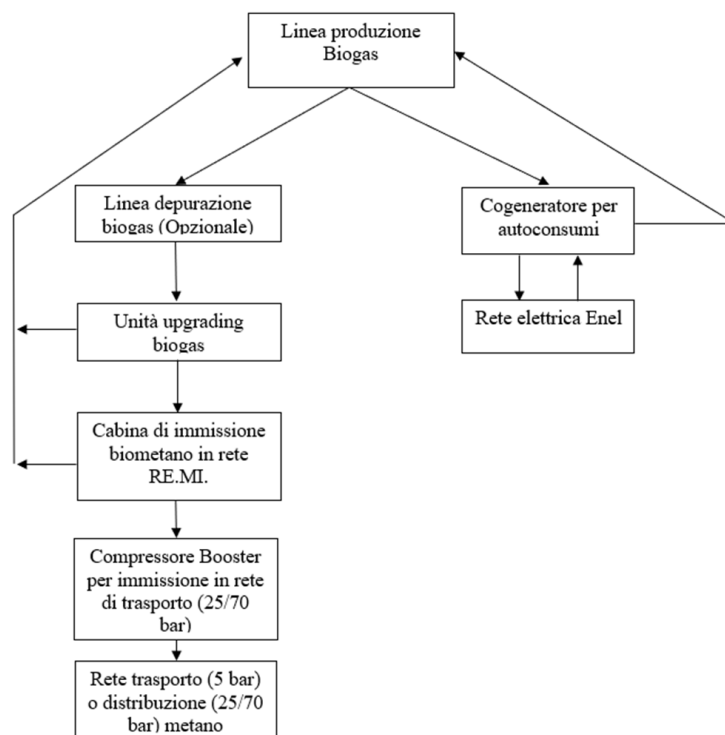 Linea produzione
Biogas
Linea depurazione
biogas (Opzionale)
Cogeneratore per
autoconsumi
Unità upgrading
biogas
Rete elettrica Enel
Cabina di immissione
biometano in rete
RE.MI.
Compressore Booster
per immissione in rete
di trasporto (25/70
bar)
Rete trasporto (5 bar)
o distribuzione (25/70
bar) metano